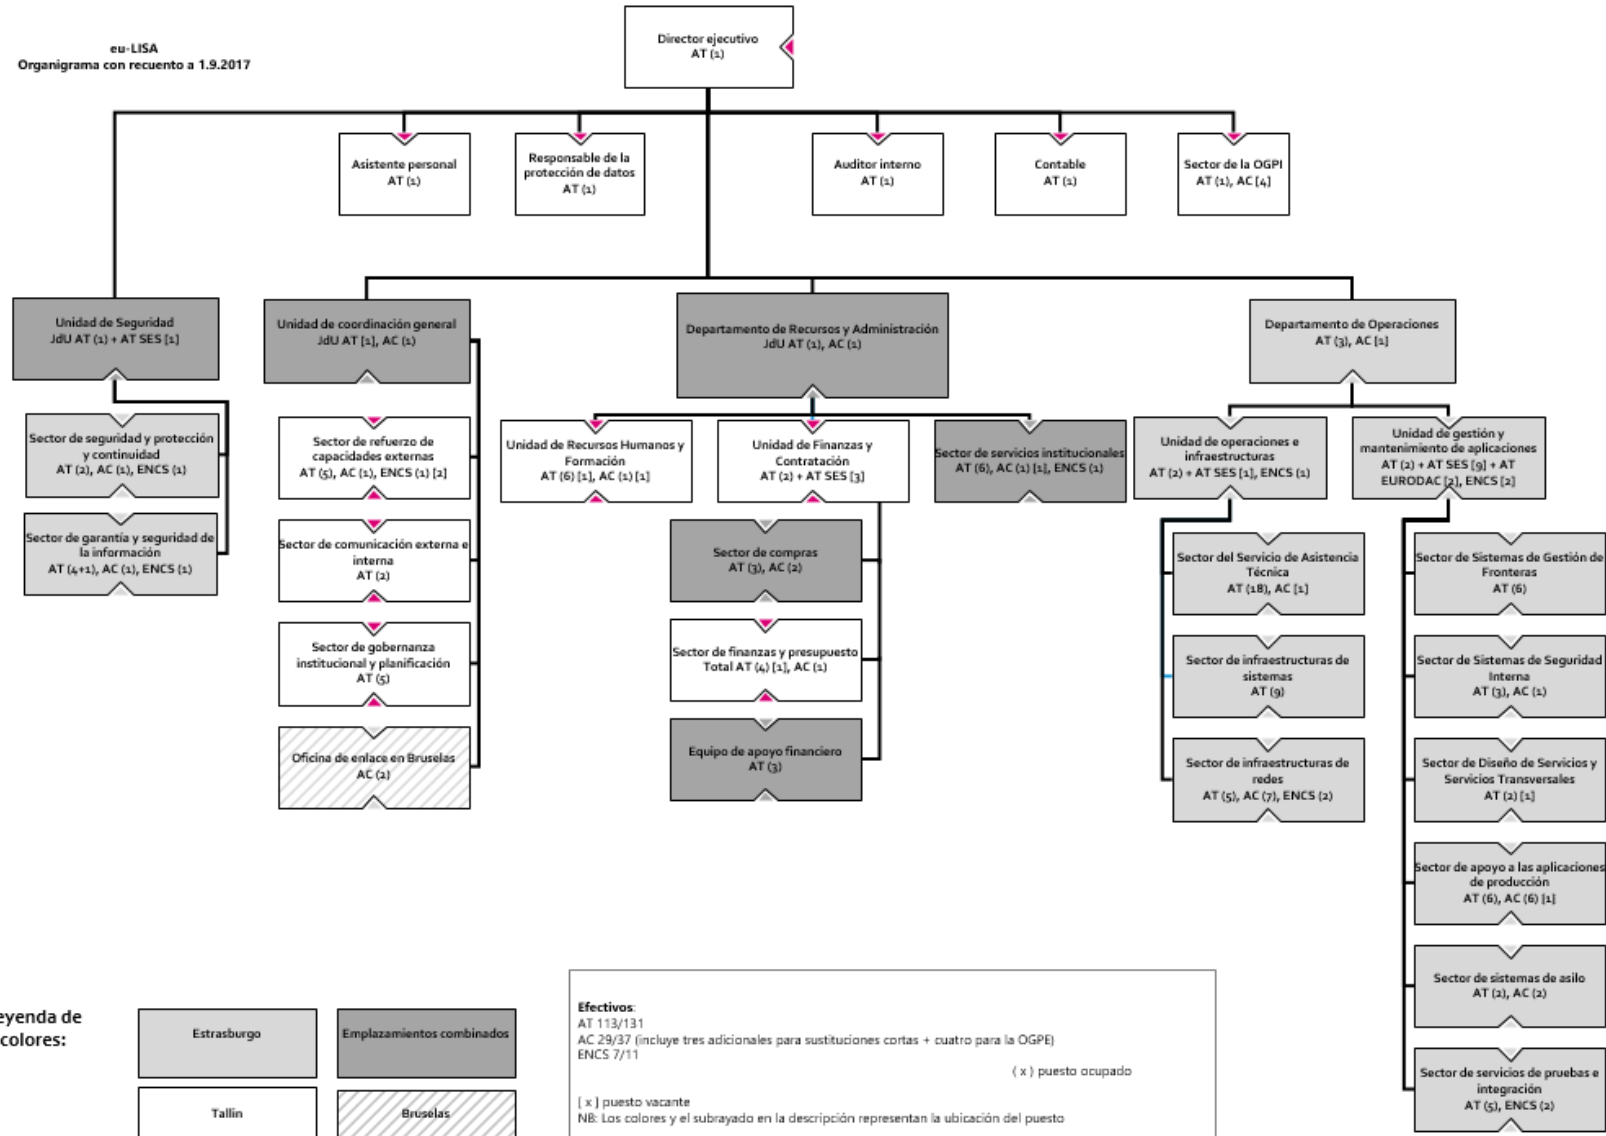 eu-LISA
Organigrama con recuento a 1.9.2017
Director ejecutivo
AT (1)
Asistente personal
AT (1)
Responsable de la
protección de datos
AT (1)
Auditor interno
AT (1)
Contable
AT (1)
Sector de la OGPI
AT (1), AC [4]
Unidad de Seguridad
JdU AT (1) + AT SES [1]
Unidad de coordinación general
JdU AT [1], AC (1)
Departamento de Recursos y Administración
JdU AT (1), AC (1)
Departamento de Operaciones
AT (3), AC [1]
Sector de seguridad y protección
y continuidad
AT (2), AC (1), ENCS (1)
Sector de garantía y seguridad de
la información
AT (4+1), AC (1), ENCS (1)
Sector de refuerzo de
capacidades externas
AT (5), AC (1), ENCS (1) [2]
Sector de comunicación externa e
interna
AT (2)
Sector de gobernanza
institucional y planificación
AT (5)
Oficina de enlace en Bruselas
AC (2)
Unidad de Recursos Humanos y
Formación
AT (6) [1], AC (1) [1]
Unidad de Finanzas y
Contratación
AT (2) + AT SES [3]
Sector de servicios institucionales
AT (6), AC (1) [1], ENCS (1)
Sector de compras
AT (3), AC (2)
Sector de finanzas y presupuesto
Total AT (4) [1], AC (1)
Equipo de apoyo financiero
AT (3)
Unidad de operaciones e
infraestructuras
AT (2) + AT SES [1], ENCS (1)
Unidad de gestión y
mantenimiento de aplicaciones
AT (2) + AT SES [9] + AT
EURODAC [2], ENCS [2]
Sector del Servicio de Asistencia
Técnica
AT (18), AC [1]
Sector de infraestructuras de
sistemas
AT (9)
Sector de infraestructuras de
redes
AT (5), AC (7), ENCS (2)
Sector de Sistemas de Gestión de
Fronteras
AT (6)
Sector de Sistemas de Seguridad
Interna
AT (3), AC (1)
Sector de Diseño de Servicios y
Servicios Transversales
AT (2) [1]
Sector de apoyo a las aplicaciones
de producción
AT (6), AC (6) [1]
Sector de sistemas de asilo
AT (2), AC (2)
Sector de servicios de pruebas e
integración
AT (5), ENCS (2)
eyenda de
colores:
Estrasburgo
Emplazamientos combinados
Tallin
Bruselas
Efectivos:
AT 113/131
AC 29/37 (incluye tres adicionales para sustituciones cortas + cuatro para la OGPE)
ENCS 7/11
( x ) puesto ocupado
[ x ] puesto vacante
NB: Los colores y el subrayado en la descripción representan la ubicación del puesto